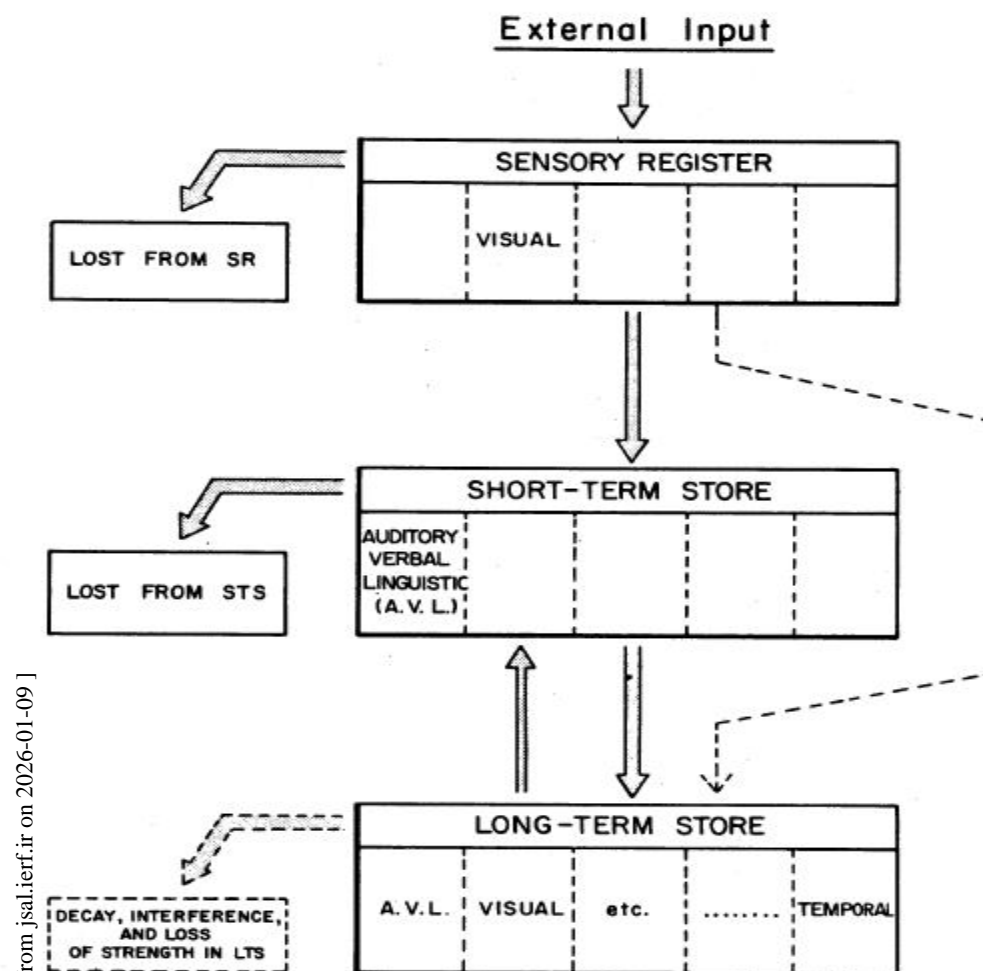 External Input
SENSORY REGISTER
VISUAL
LOST FROM SR
SHORT-TERM STORE
AUDITORY
VERBAL
LINGUISTIC
(A. V. L.)
LOST FROM STS
LONG-TERM STORE
A. V. L.
VISUAL
etc.
........
TEMPORAL
DECAY, INTERFERENCE,
AND LOSS
OF STRENGTH IN LTS
rom jsal.ierf.ir on 2026-01-09 ]